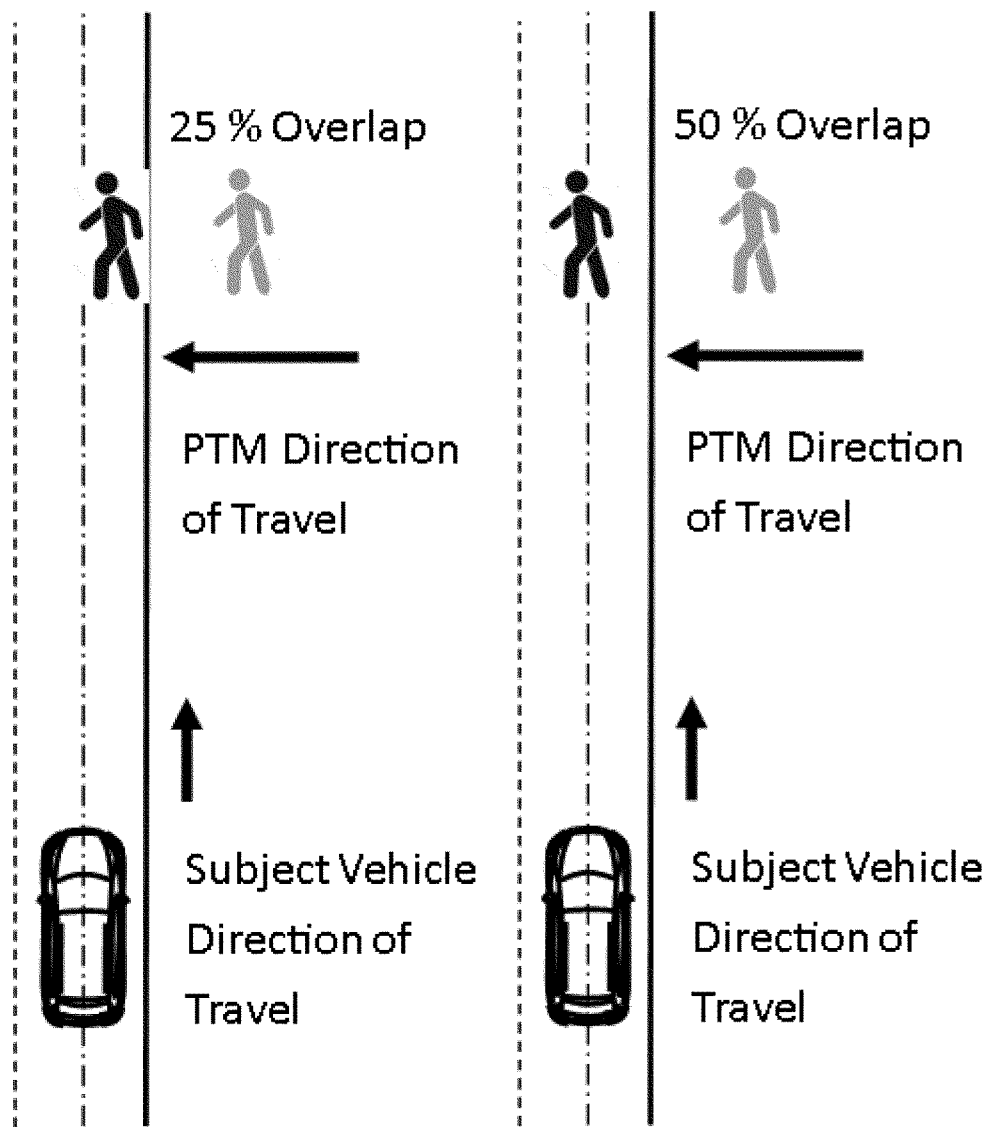 25 % Overlap
PTM Direction
of Travel
Subject Vehicle
Direction of
Travel
50 % Overlap
PTM Direction
of Travel
Subject Vehicle
Direction of
Travel